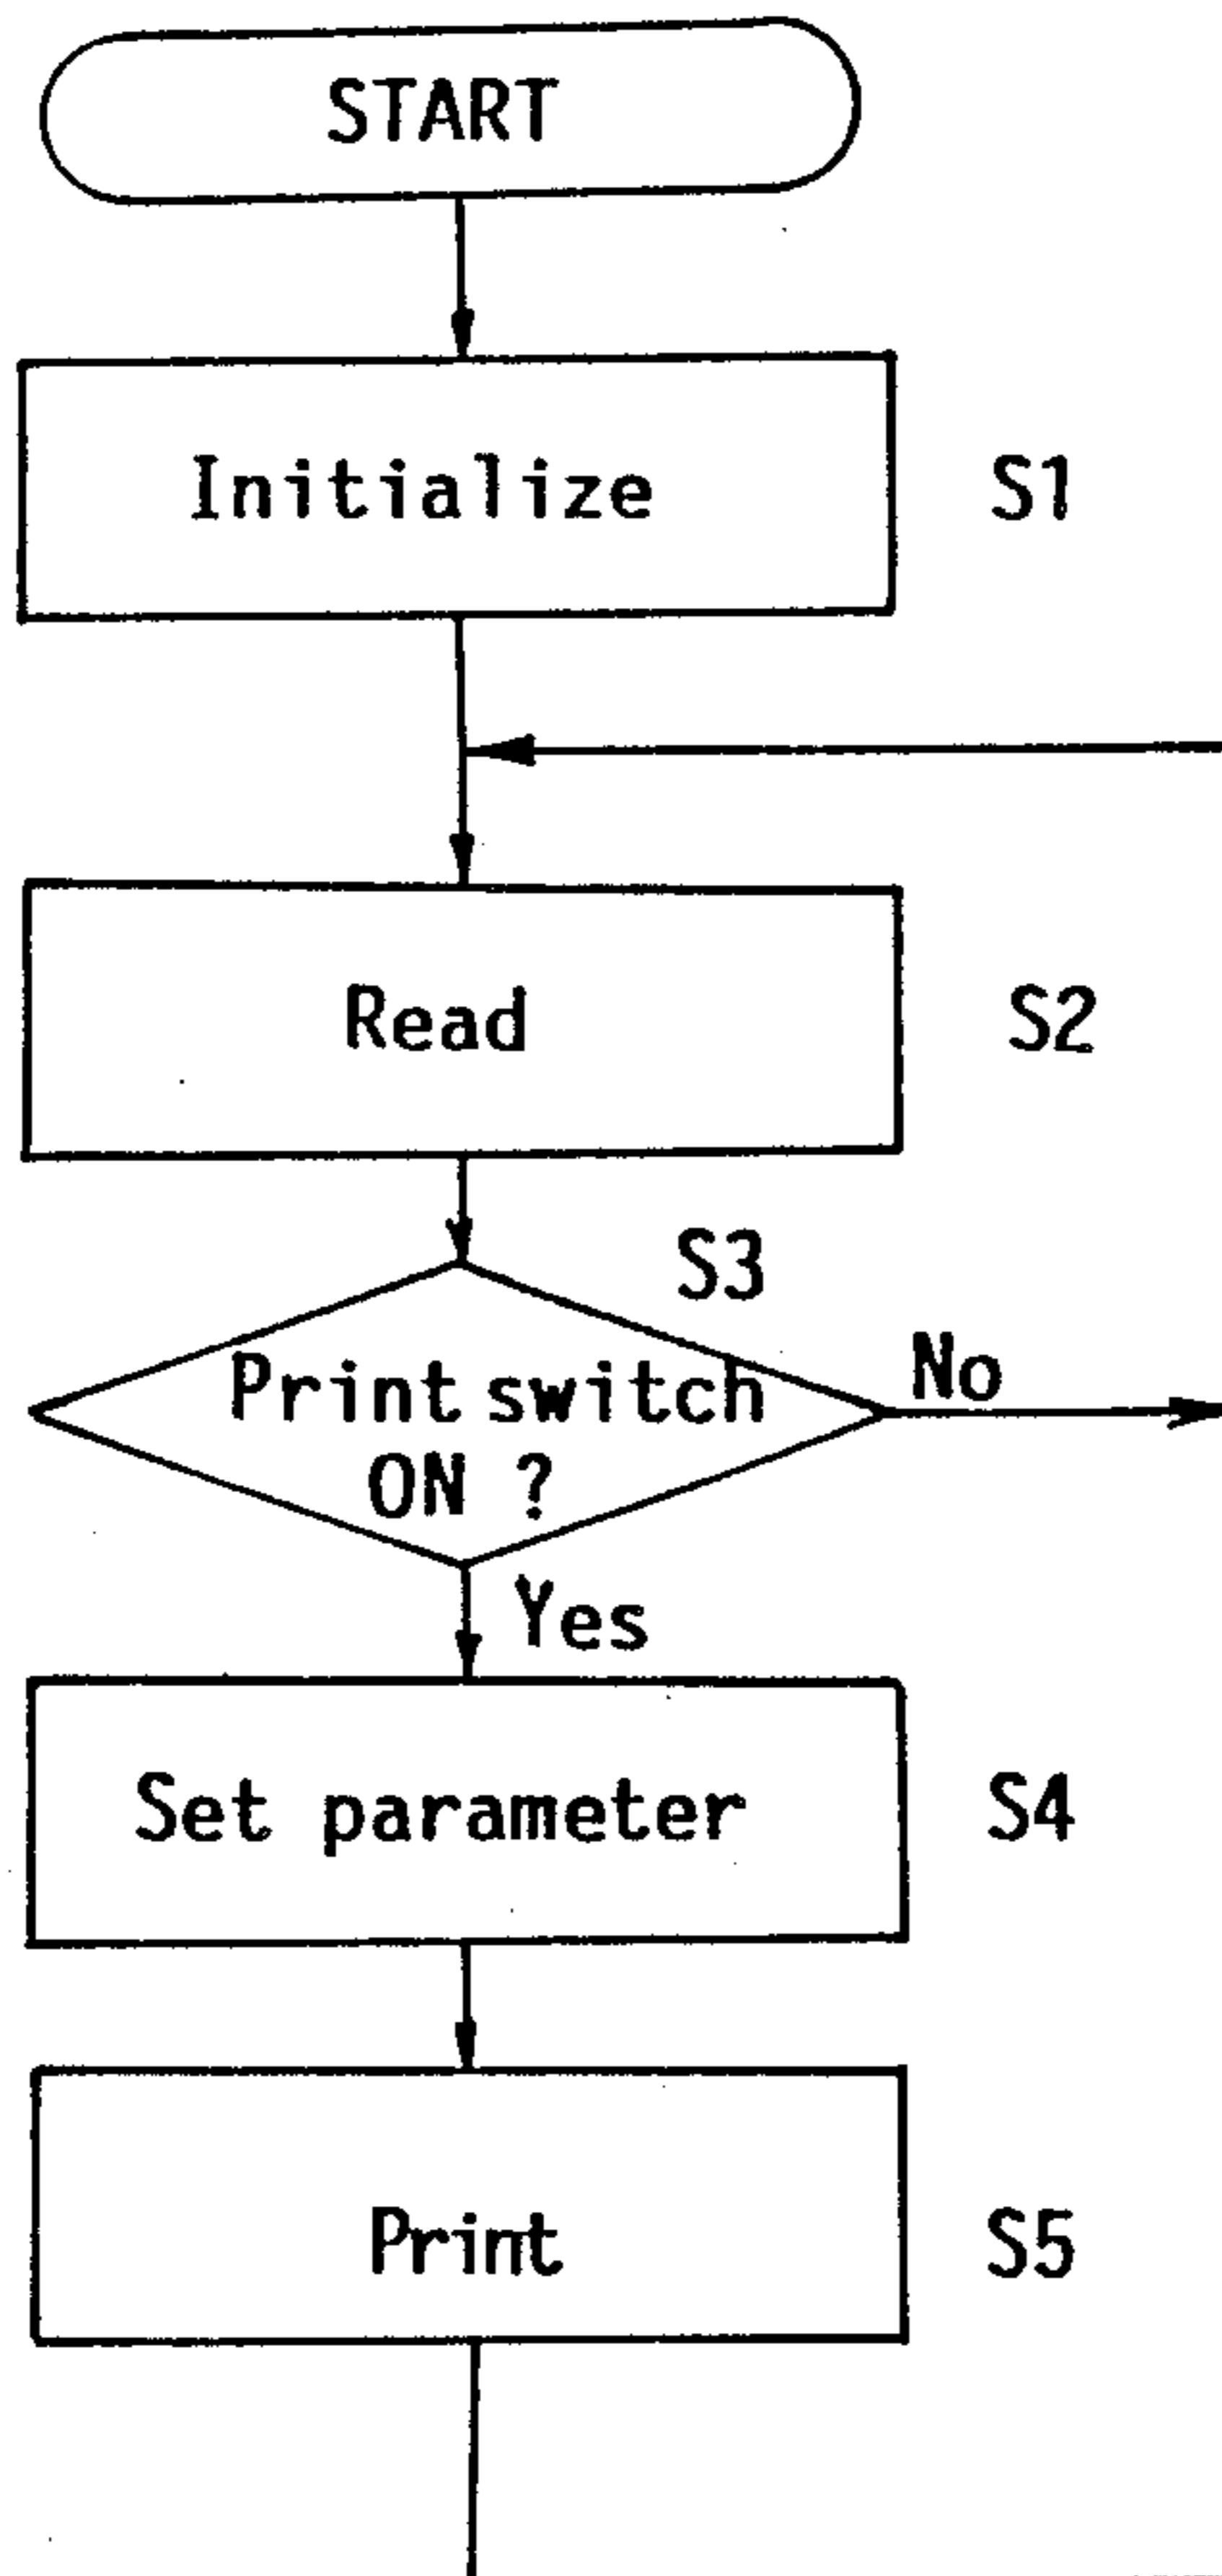 START
Initialize
S1
Read
S2
S3
Print switch
ON ?
No
Yes
Set parameter
S4
Print
S5